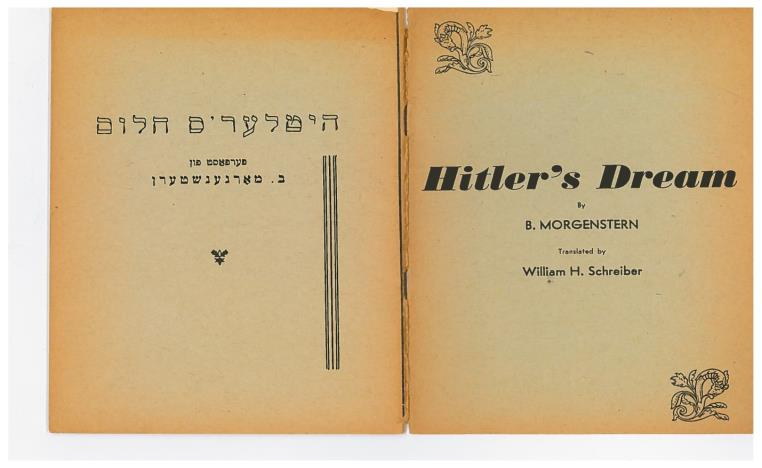 היטלער'ס חלום
פערפאסט פון
ב. מארגענשטערן
Hitler's Dream
By
B. MORGENSTERN
Translated by
William H. Schreiber